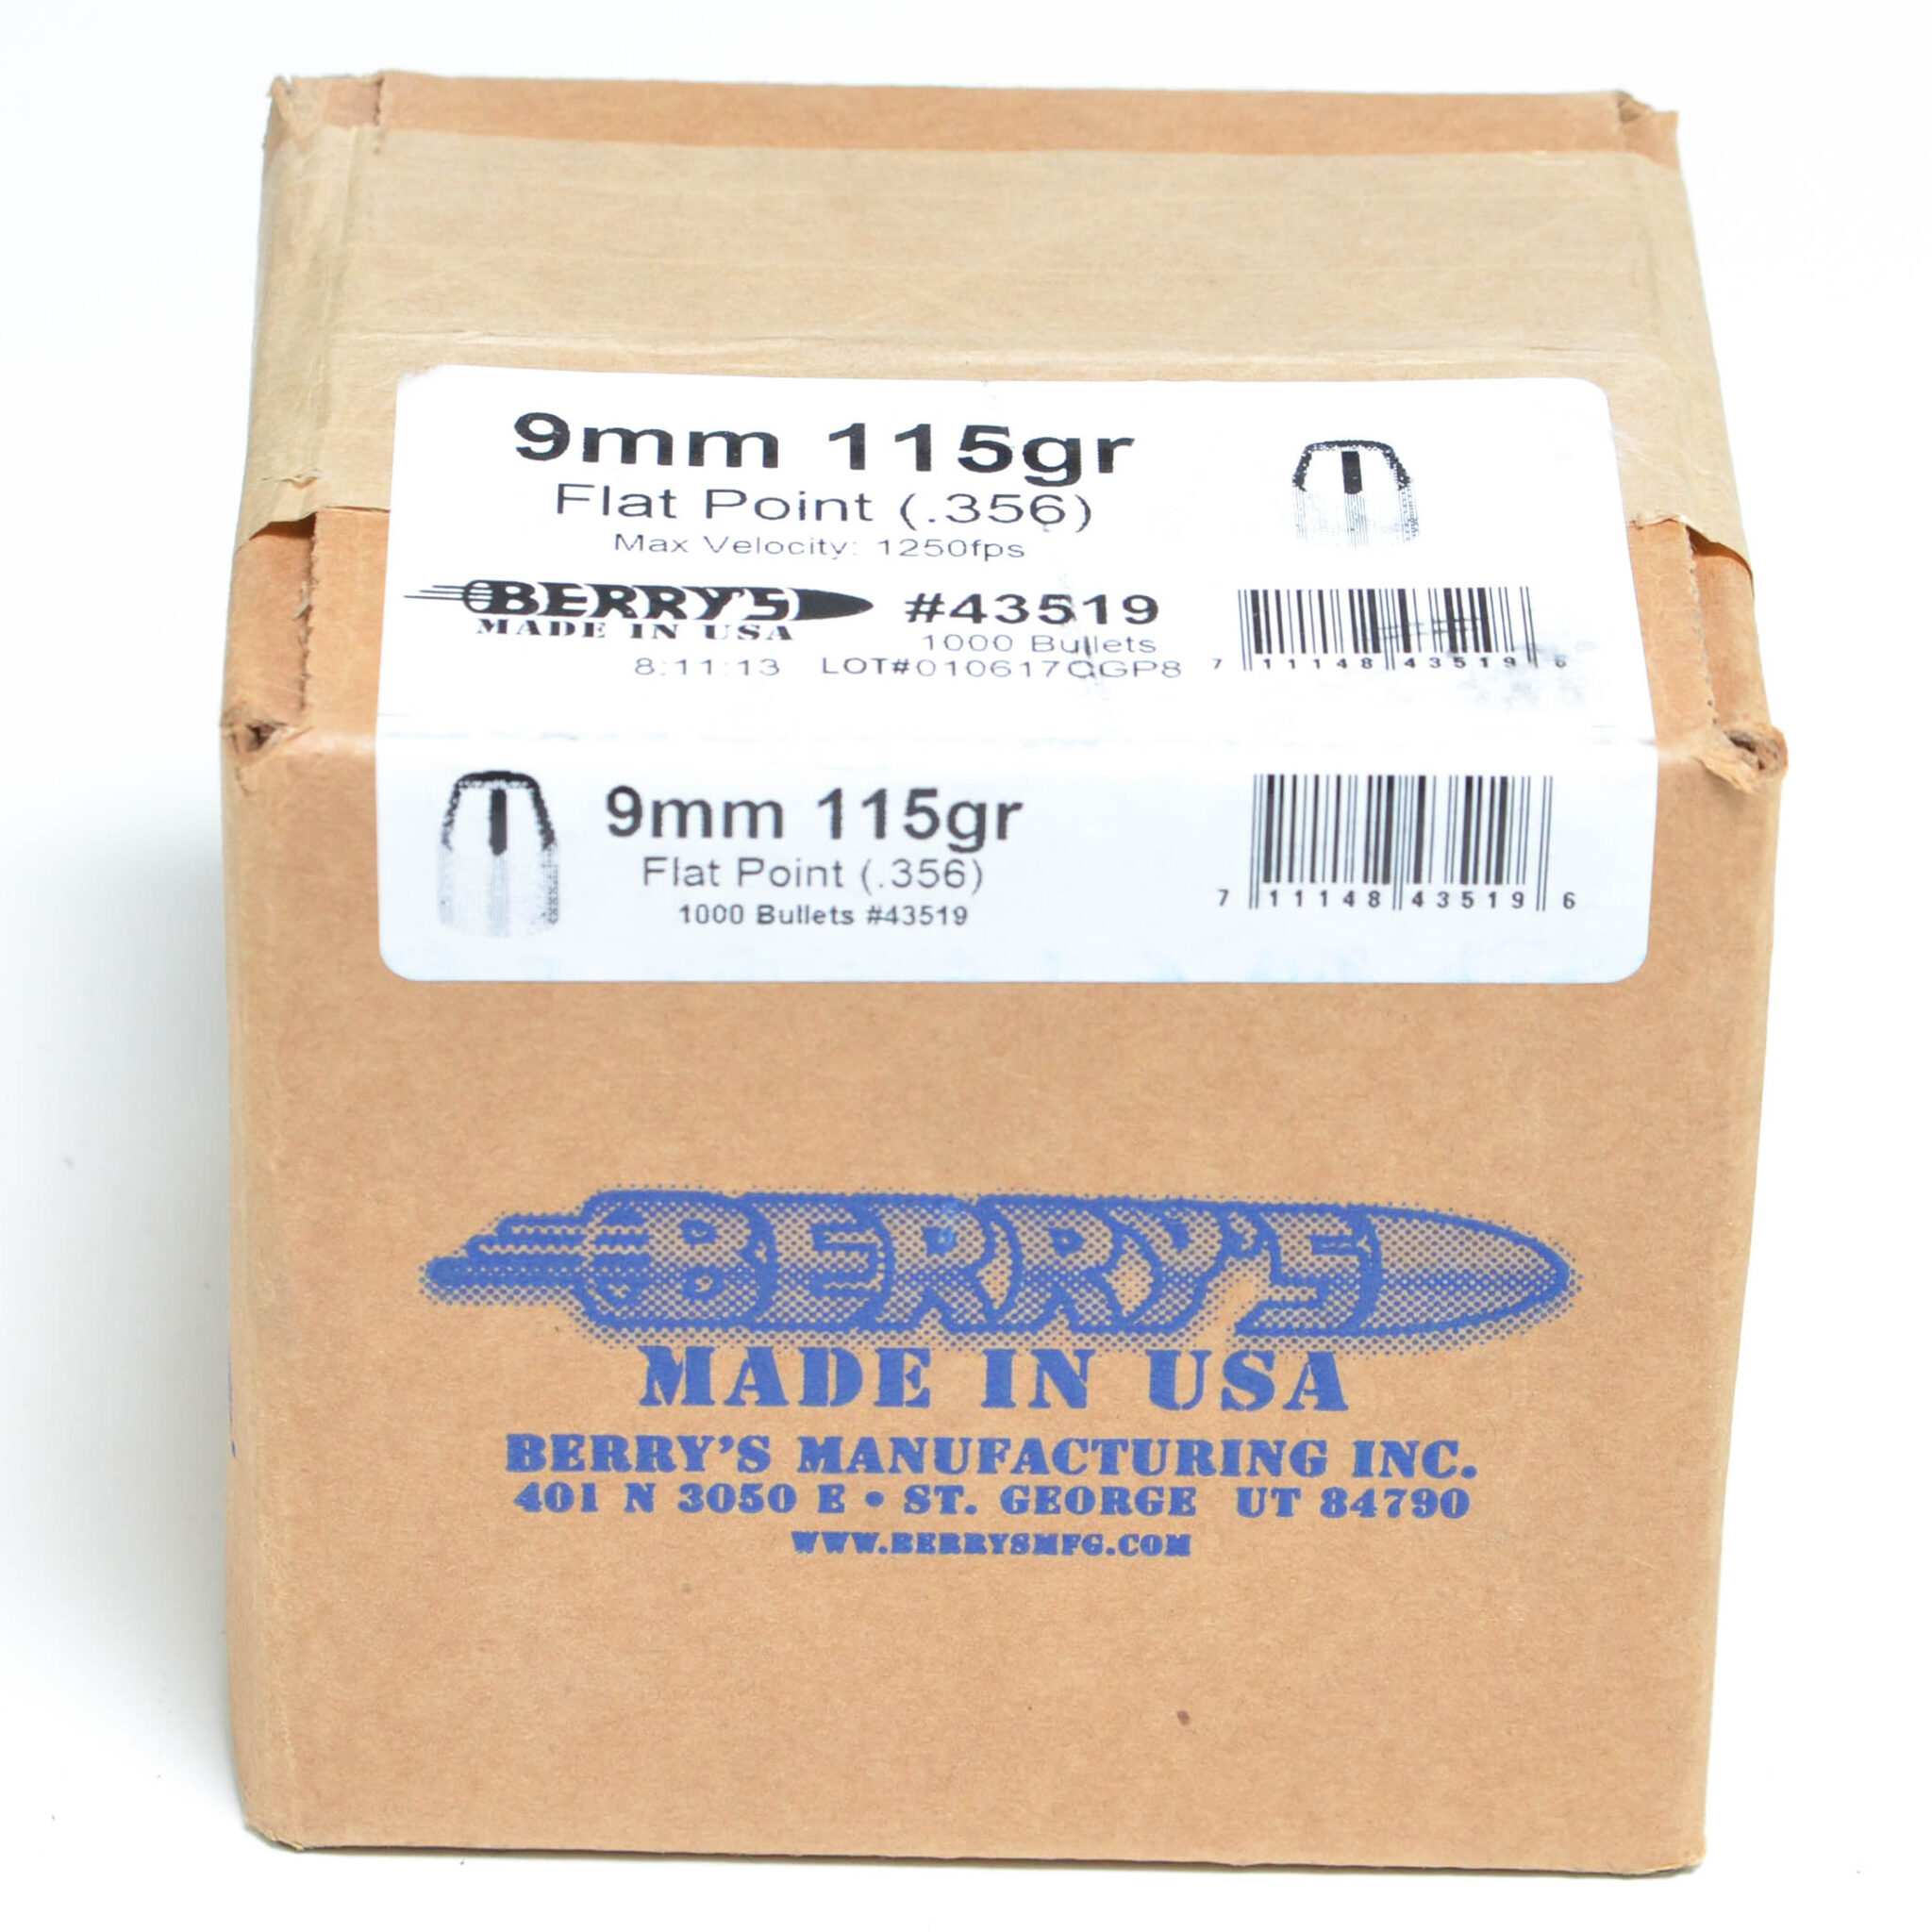 9mm 115gr
Flat Point (.356)
Max Velocity: 1250fps
BERRY'S #43519
MADE IN USA
1000 Bullets
8:11:13 LOT#010617CGP8
7 11148 43519 6
9mm 115gr
Flat Point (.356)
1000 Bullets #43519
7 11148 43519 6
BERRY'S
MADE IN USA
BERRY'S MANUFACTURING INC.
401 N 3050 E • ST. GEORGE UT 84790
WWW.BERRYSMFG.COM